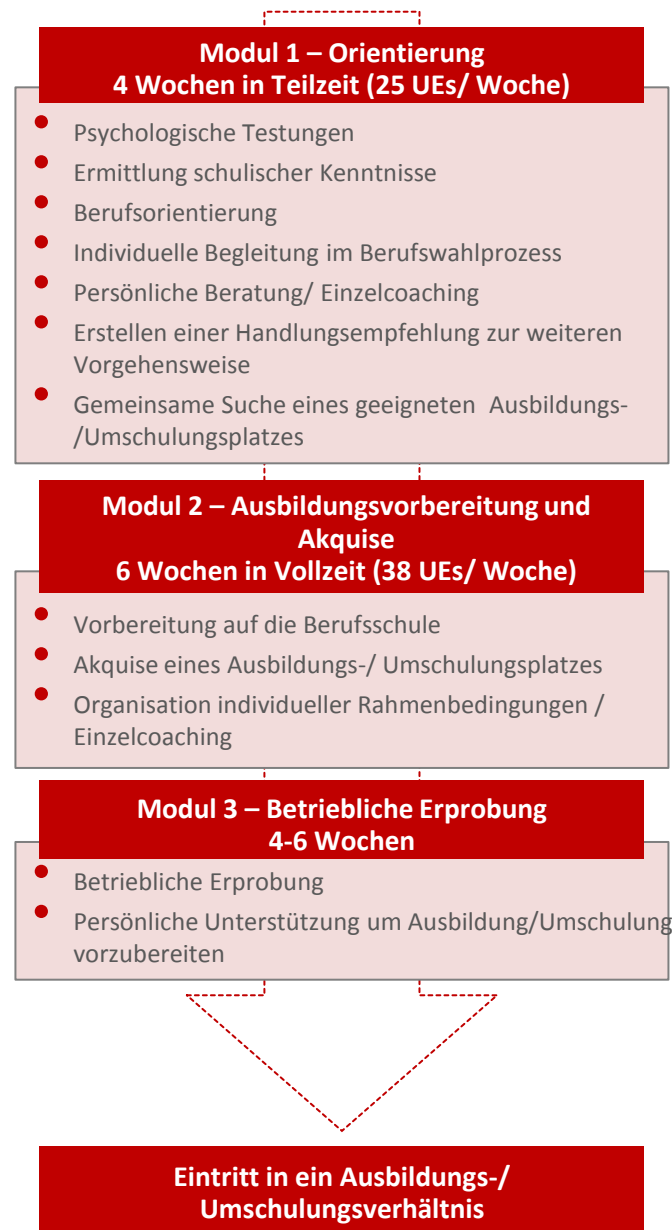 Modul 1 – Orientierung
4 Wochen in Teilzeit (25 UEs/ Woche)
• Psychologische Testungen
• Ermittlung schulischer Kenntnisse
• Berufsorientierung
• Individuelle Begleitung im Berufswahlprozess
• Persönliche Beratung/ Einzelcoaching
• Erstellen einer Handlungsempfehlung zur weiteren
Vorgehensweise
• Gemeinsame Suche eines geeigneten Ausbildungs-
/Umschulungsplatzes
Modul 2 – Ausbildungsvorbereitung und
Akquise
6 Wochen in Vollzeit (38 UEs/ Woche)
• Vorbereitung auf die Berufsschule
• Akquise eines Ausbildungs-/ Umschulungsplatzes
• Organisation individueller Rahmenbedingungen /
Einzelcoaching
Modul 3 – Betriebliche Erprobung
4-6 Wochen
• Betriebliche Erprobung
• Persönliche Unterstützung um Ausbildung/Umschulung
vorzubereiten
Eintritt in ein Ausbildungs-/
Umschulungsverhältnis